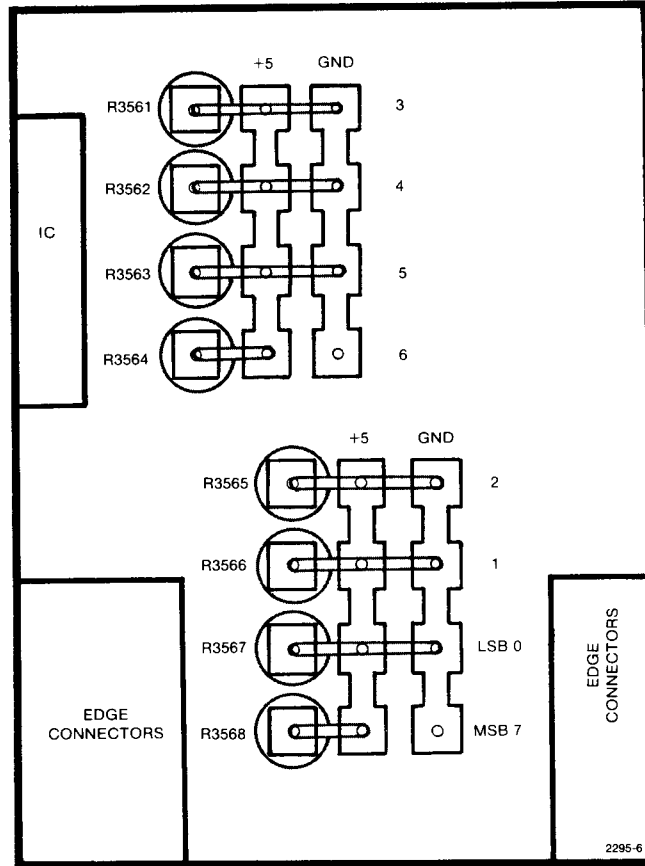 +5 GND
R3561 3
R3562 4
IC
R3563 5
R3564 6
+5 GND
R3565 2
R3566 1
R3567 LSB 0
R3568 MSB 7
EDGE
CONNECTORS
EDGE
CONNECTORS
2295-6